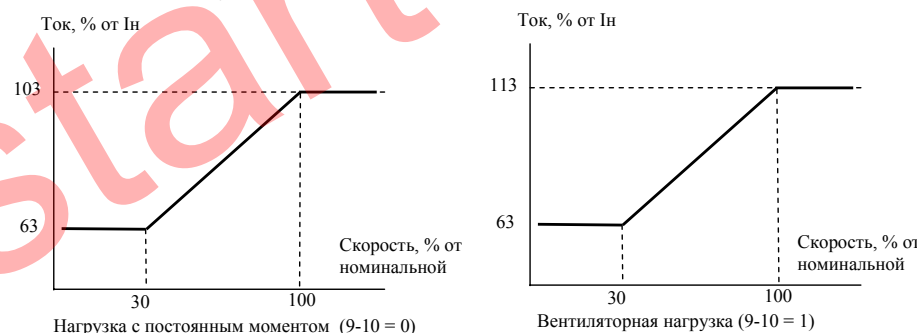 Ток, % от Iн
103
63
Скорость, % от
номинальной
30
100
Нагрузка с постоянным моментом (9-10 = 0)
Ток, % от Iн
113
63
Скорость, % от
номинальной
30
100
Вентиляторная нагрузка (9-10 = 1)
start